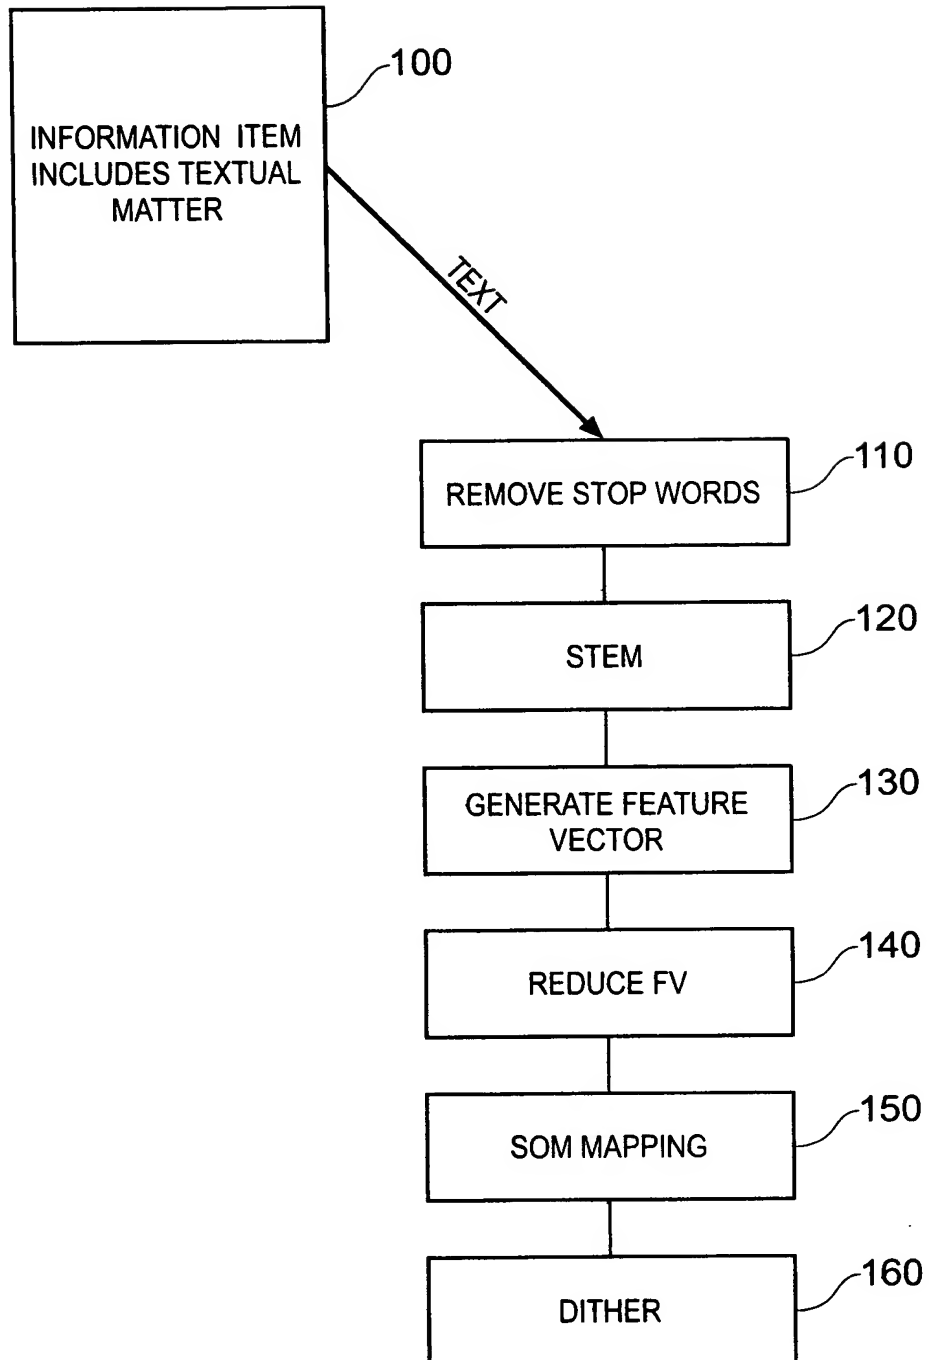 100
INFORMATION ITEM
INCLUDES TEXTUAL
MATTER
TEXT
110
REMOVE STOP WORDS
120
STEM
130
GENERATE FEATURE
VECTOR
140
REDUCE FV
150
SOM MAPPING
160
DITHER